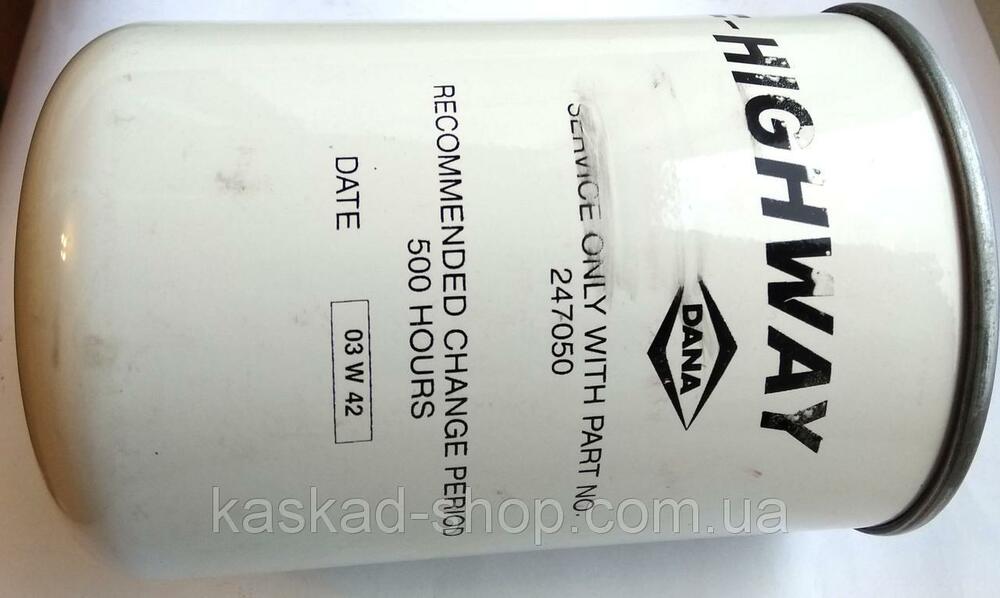 -HIGHWAY
DANA
SERVICE ONLY WITH PART NO.
247050
RECOMMENDED CHANGE PERIOD
500 HOURS
DATE
03 W 42
kaskad-shop.com.ua